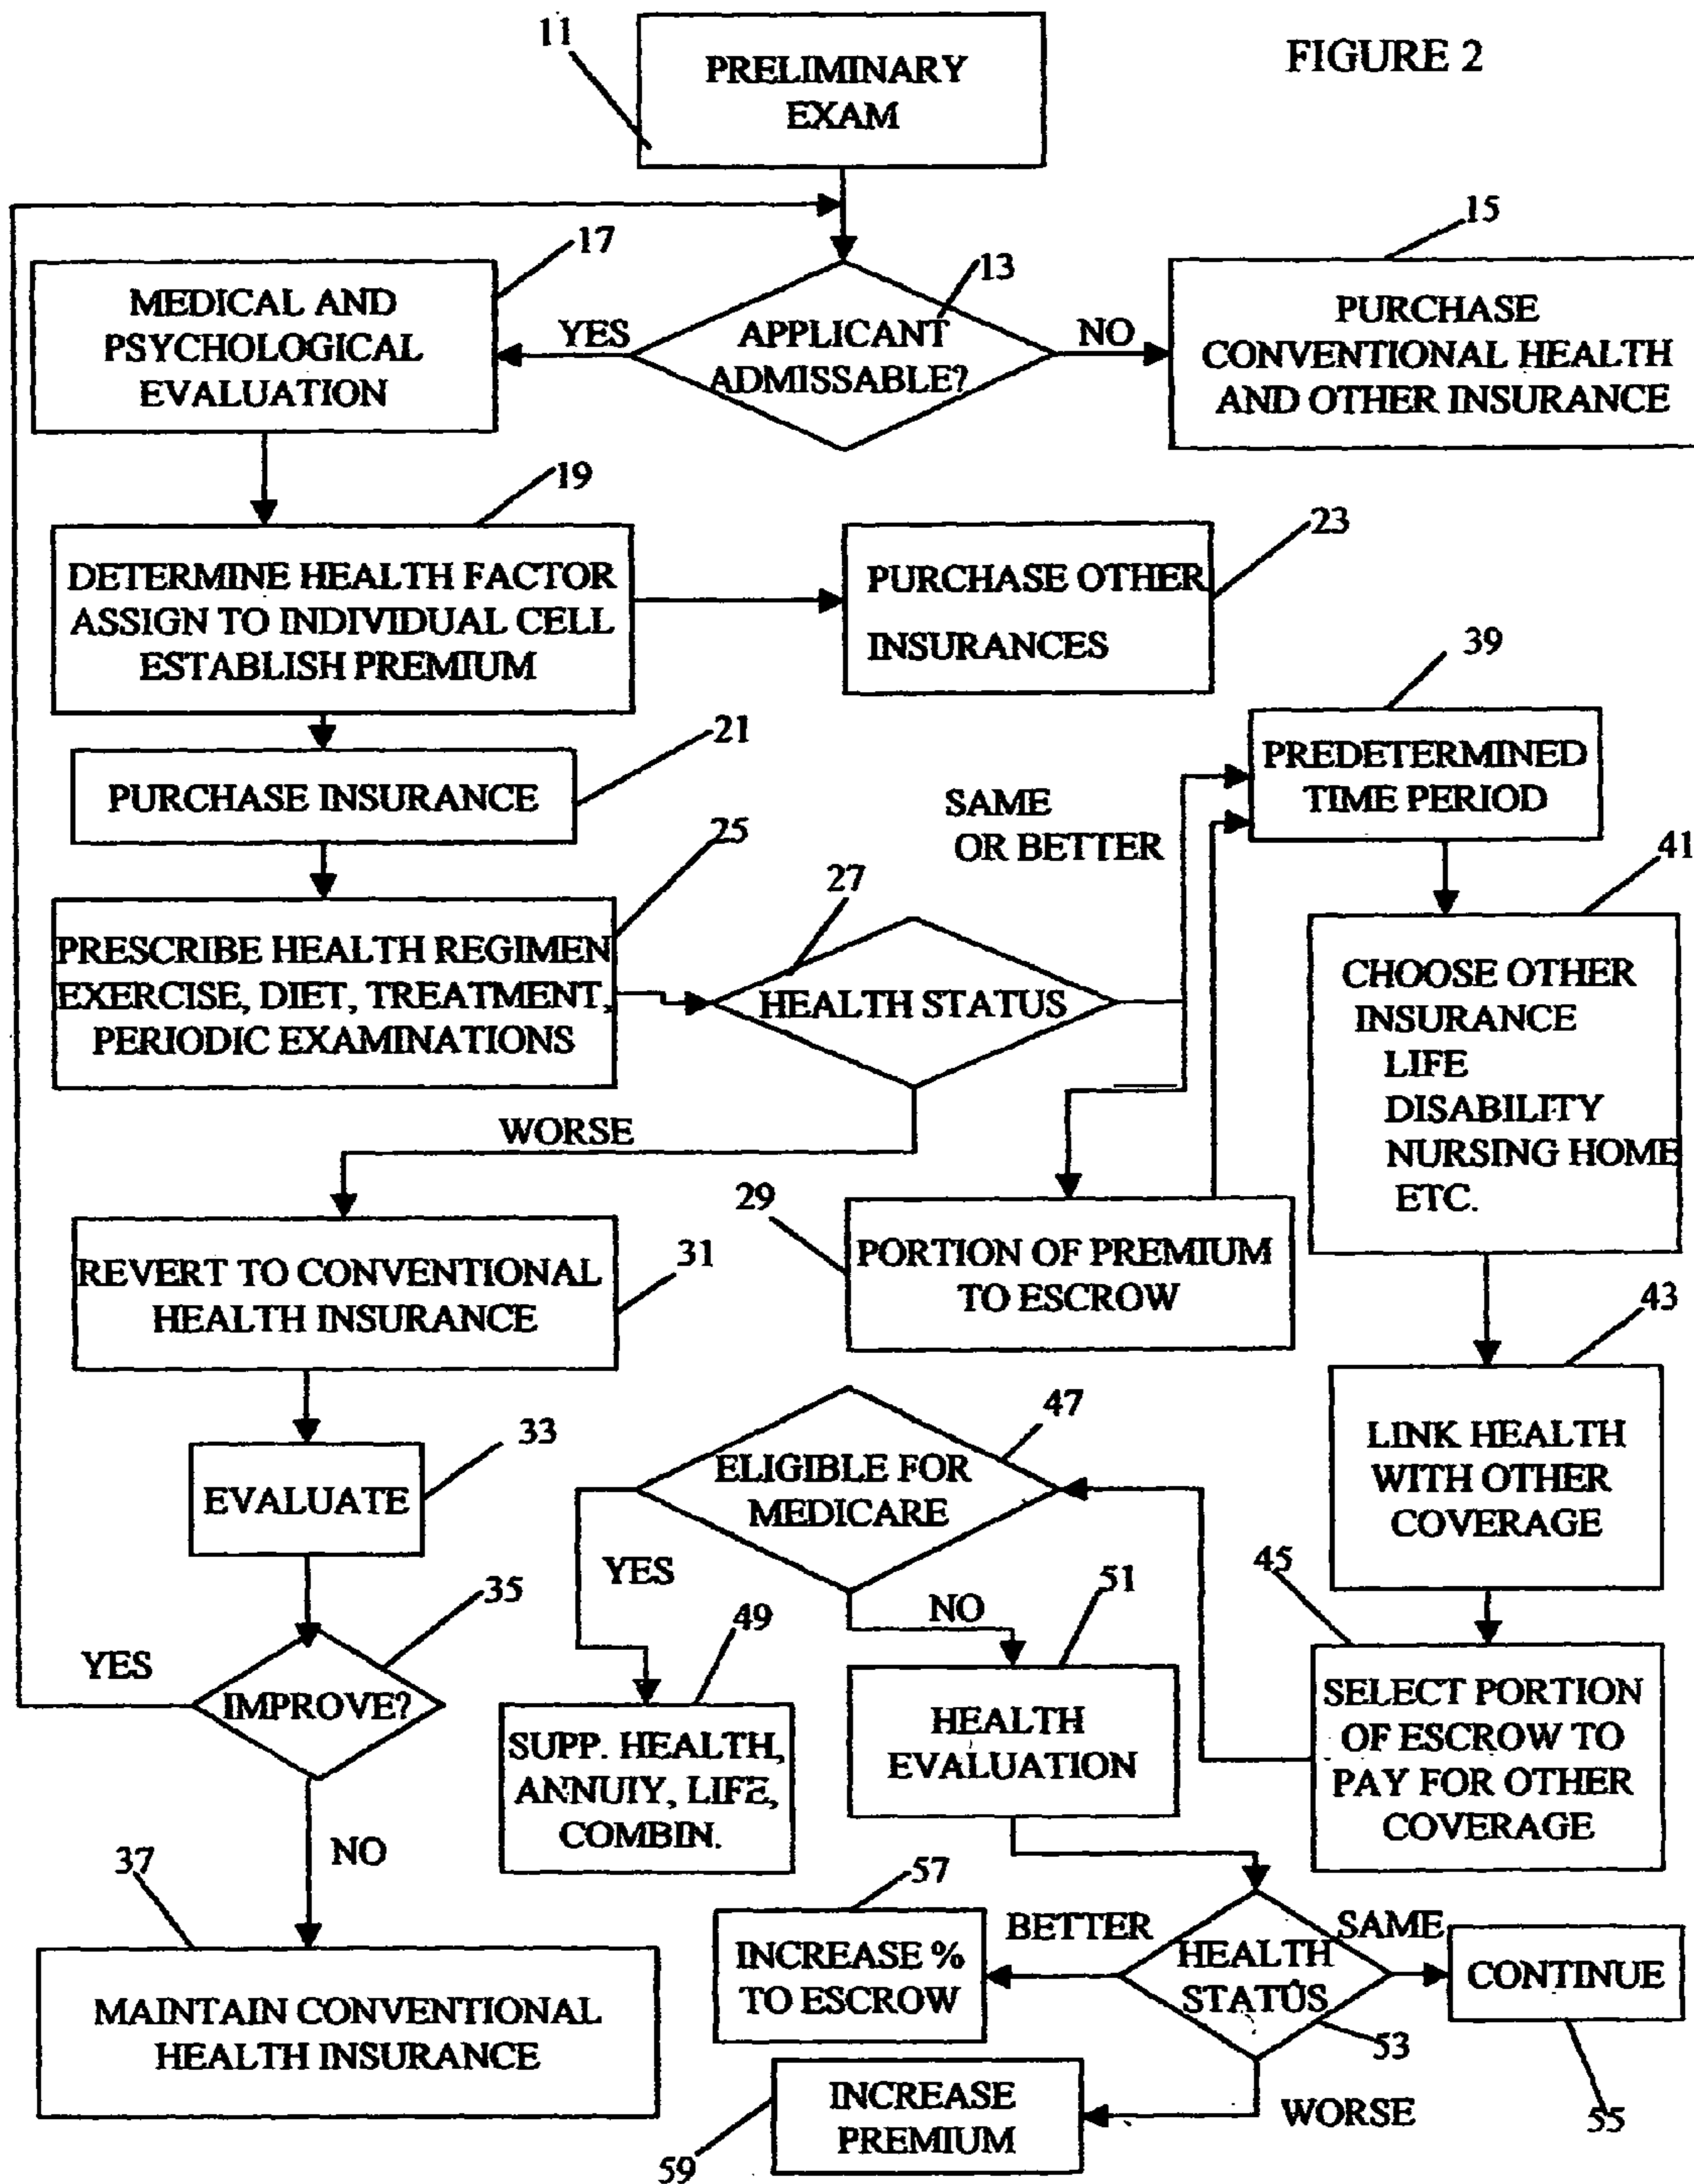 FIGURE 2
11
PRELIMINARY
EXAM
15
17
13
MEDICAL AND
PSYCHOLOGICAL
EVALUATION
YES
APPLICANT
ADMISSABLE?
NO
PURCHASE
CONVENTIONAL HEALTH
AND OTHER INSURANCE
19
23
DETERMINE HEALTH FACTOR
ASSIGN TO INDIVIDUAL CELL
ESTABLISH PREMIUM
PURCHASE OTHER
INSURANCES
39
21
PURCHASE INSURANCE
PREDETERMINED
TIME PERIOD
SAME
OR BETTER
25
27
41
PRESCRIBE HEALTH REGIMEN
EXERCISE, DIET, TREATMENT,
PERIODIC EXAMINATIONS
HEALTH STATUS
CHOOSE OTHER
INSURANCE
LIFE
DISABILITY
NURSING HOME
ETC.
WORSE
29
PORTION OF PREMIUM
TO ESCROW
31
REVERT TO CONVENTIONAL
HEALTH INSURANCE
43
LINK HEALTH
WITH OTHER
COVERAGE
47
ELIGIBLE FOR
MEDICARE
33
EVALUATE
YES
NO
51
45
35
49
YES
IMPROVE?
SUPP. HEALTH,
ANNUIY, LIFE,
COMBIN.
HEALTH
EVALUATION
SELECT PORTION
OF ESCROW TO
PAY FOR OTHER
COVERAGE
NO
37
57
MAINTAIN CONVENTIONAL
HEALTH INSURANCE
INCREASE %
TO ESCROW
BETTER
HEALTH
STATUS
SAME
CONTINUE
53
55
INCREASE
PREMIUM
WORSE
59